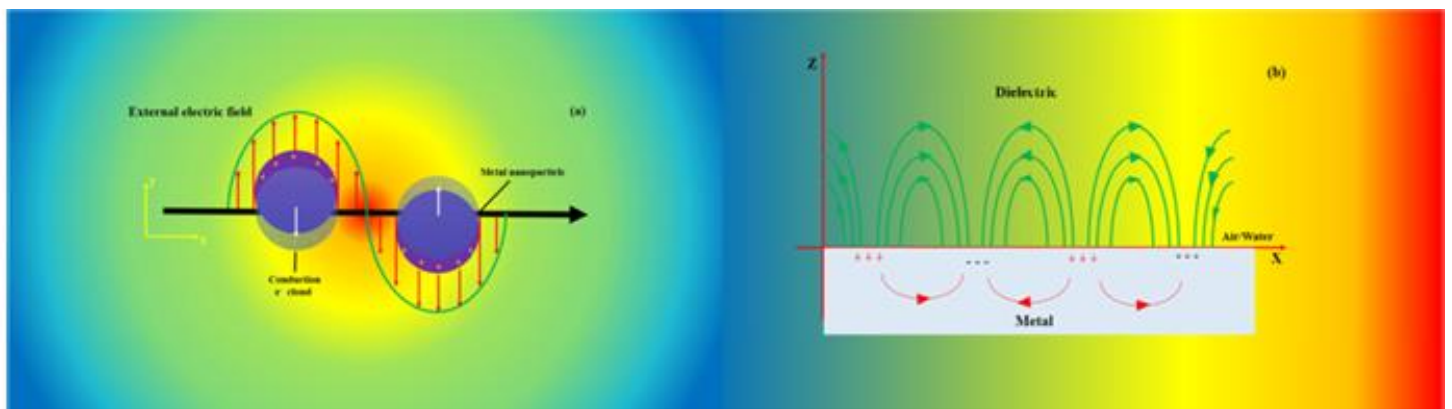 External electric field
(a)
Metal nanoparticle
Conduction
e⁻ cloud
Y
X
Z
(b)
Dielectric
+ + +
- - -
+ + +
- - -
Air/Water
X
Metal